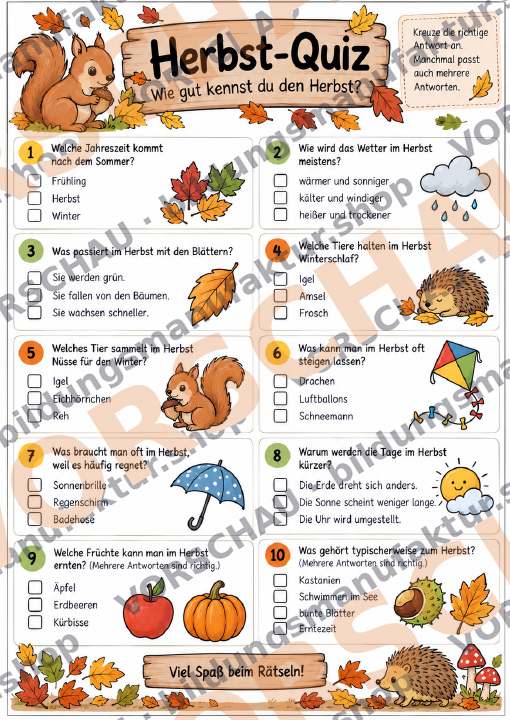 Herbst-Quiz
Wie gut kennst du den Herbst?
Kreuze die richtige
Antwort an.
Manchmal passt
auch mehrere
Antworten.
1 Welche Jahreszeit kommt
nach dem Sommer?
Frühling
Herbst
Winter
2 Wie wird das Wetter im Herbst
meistens?
wärmer und sonniger
kälter und windiger
heißer und trockener
3 Was passiert im Herbst mit den Blättern?
Sie werden grün.
Sie fallen von den Bäumen.
Sie wachsen schneller.
4 Welche Tiere halten im Herbst
Winterschlaf?
Igel
Amsel
Frosch
5 Welches Tier sammelt im Herbst
Nüsse für den Winter?
Igel
Eichhörnchen
Reh
6 Was kann man im Herbst oft
steigen lassen?
Drachen
Luftballons
Schneemann
7 Was braucht man oft im Herbst,
weil es häufig regnet?
Sonnenbrille
Regenschirm
Badehose
8 Warum werden die Tage im Herbst
kürzer?
Die Erde dreht sich anders.
Die Sonne scheint weniger lange.
Die Uhr wird umgestellt.
9 Welche Früchte kann man im Herbst
ernten? (Mehrere Antworten sind richtig.)
Äpfel
Erdbeeren
Kürbisse
10 Was gehört typischerweise zum Herbst?
(Mehrere Antworten sind richtig.)
Kastanien
Schwimmen im See
bunte Blätter
Erntezeit
Viel Spaß beim Rätseln!
VORSCHAU · bildungsmanufaktur.shop